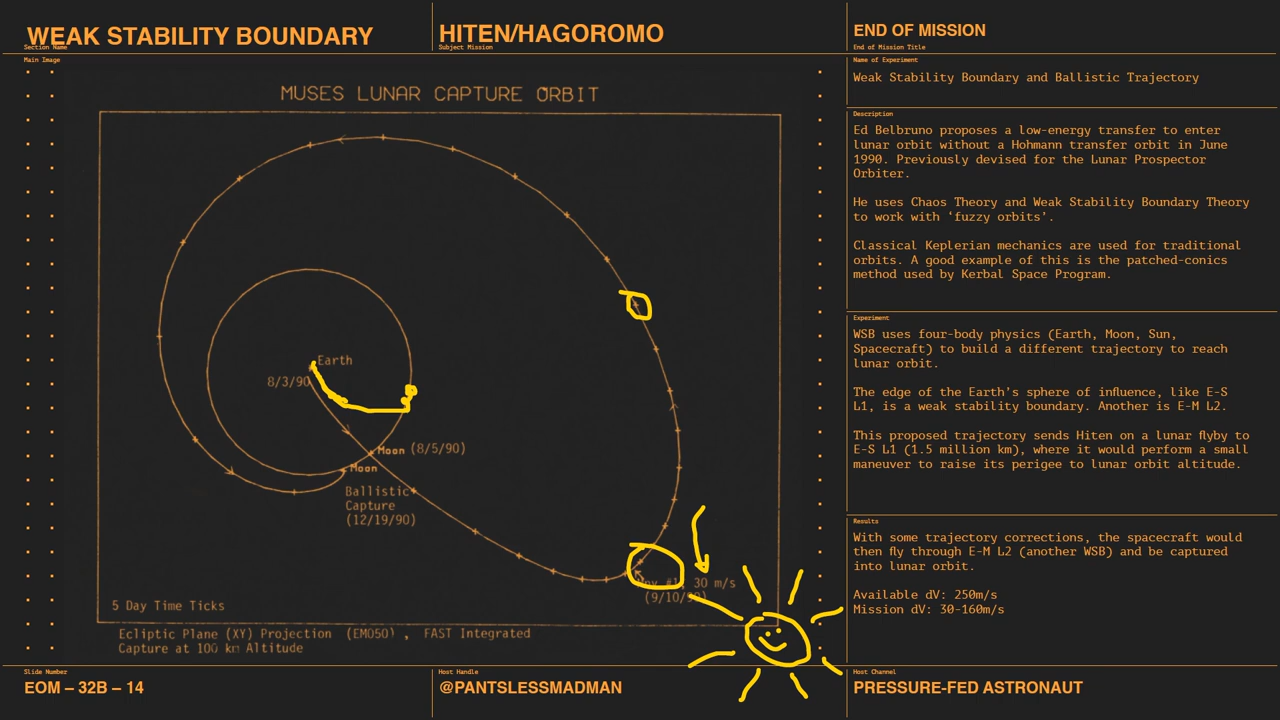 WEAK STABILITY BOUNDARY
Section Name
HITEN/HAGOROMO
Subject Mission
END OF MISSION
End of Mission Title
Main Image
MUSES LUNAR CAPTURE ORBIT
Earth
8/3/90
Moon (8/5/90)
Moon
Ballistic
Capture
(12/19/90)
#1, 30 m/s
(9/10/90)
5 Day Time Ticks
Ecliptic Plane (XY) Projection (EMO50) , FAST Integrated
Capture at 100 km Altitude
Name of Experiment
Weak Stability Boundary and Ballistic Trajectory
Description
Ed Belbruno proposes a low-energy transfer to enter
lunar orbit without a Hohmann transfer orbit in June
1990. Previously devised for the Lunar Prospector
Orbiter.
He uses Chaos Theory and Weak Stability Boundary Theory
to work with ‘fuzzy orbits’.
Classical Keplerian mechanics are used for traditional
orbits. A good example of this is the patched-conics
method used by Kerbal Space Program.
Experiment
WSB uses four-body physics (Earth, Moon, Sun,
Spacecraft) to build a different trajectory to reach
lunar orbit.
The edge of the Earth’s sphere of influence, like E-S
L1, is a weak stability boundary. Another is E-M L2.
This proposed trajectory sends Hiten on a lunar flyby to
E-S L1 (1.5 million km), where it would perform a small
maneuver to raise its perigee to lunar orbit altitude.
Results
With some trajectory corrections, the spacecraft would
then fly through E-M L2 (another WSB) and be captured
into lunar orbit.
Available dV: 250m/s
Mission dV: 30-160m/s
Slide Number
EOM – 32B – 14
Host Handle
@PANTSLESSMADMAN
Host Channel
PRESSURE-FED ASTRONAUT